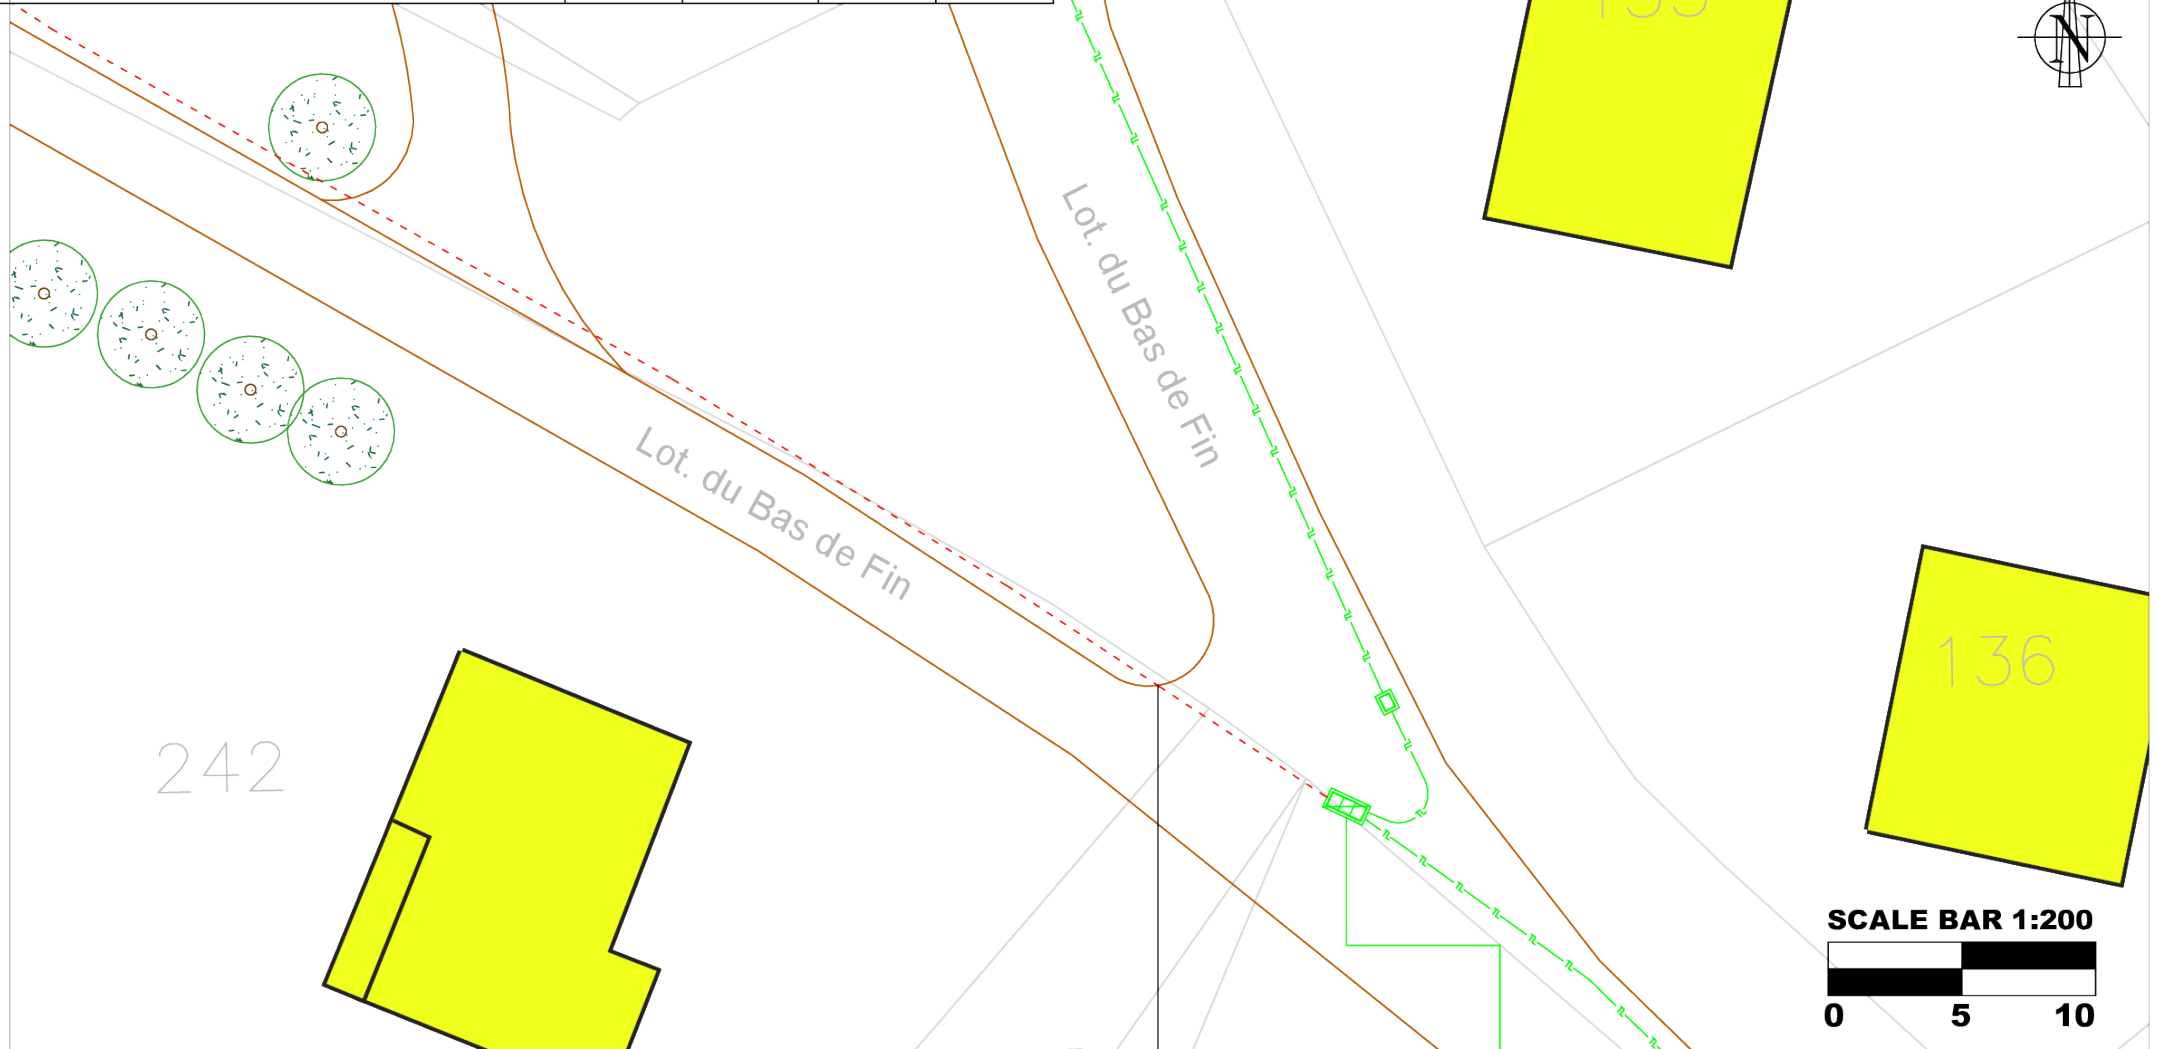 N
Lot. du Bas de Fin
Lot. du Bas de Fin
136
242
SCALE BAR 1:200
0 5 10